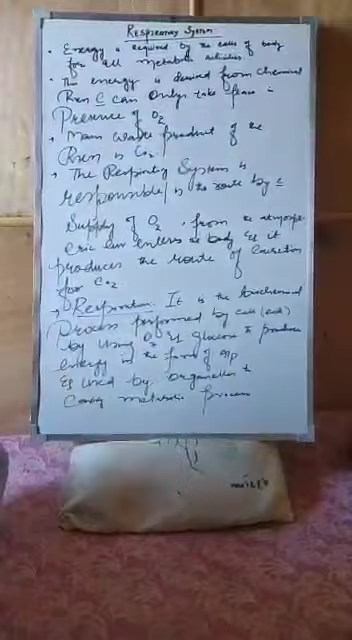 Respiratory System
• Energy is required by the cells of body
for all metabolic activities
• This energy is derived from chemical
Rxn c̄ can only take place in
Presence of O2
• Main waste product of the
Rxn is Co2
→ The Respiratory System is
responsible / is the route by c̄
Supply of O2 from the atmosph-
eric air enters the body & it
produces the route of excretion
for Co2
→ Respiration It is the biochemical
Process performed by cell
by using O2 & glucose to produce
energy in the form of ATP
& used by organelles to
Carry metabolic process